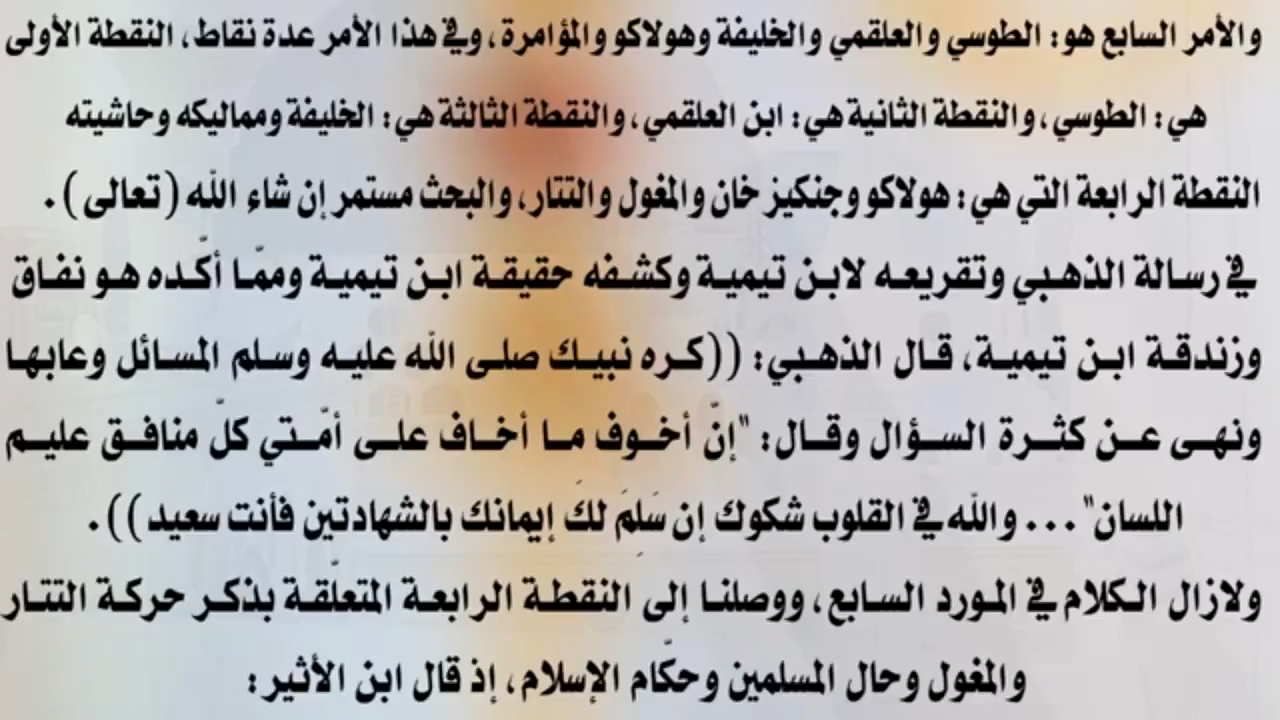 والأمر السابع هو: الطوسي والعلقمي والخليفة وهولاكو والمؤامرة، وفي هذا الأمر عدة نقاط، النقطة الأولى
هي: الطوسي، والنقطة الثانية هي: ابن العلقمي، والنقطة الثالثة هي: الخليفة ومماليكه وحاشيته
النقطة الرابعة التي هي: هولاكو وجنكيز خان والمغول والتتار، والبحث مستمر إن شاء الله (تعالى).
في رسالة الذهبي وتقريعه لابن تيمية وكشفه حقيقة ابن تيمية وممّا أكّده هو نفاق
وزندقة ابن تيمية، قال الذهبي: ((كره نبيك صلى الله عليه وسلم المسائل وعابها
ونهى عن كثرة السؤال وقال: "إنّ أخوف ما أخاف على أمّتي كلّ منافق عليم
اللسان" ... والله في القلوب شكوك إن سَلِمَ لكَ إيمانك بالشهادتين فأنت سعيد)).
ولازال الكلام في المورد السابع، ووصلنا إلى النقطة الرابعة المتعلّقة بذكر حركة التتار
والمغول وحال المسلمين وحكّام الإسلام، إذ قال ابن الأثير: